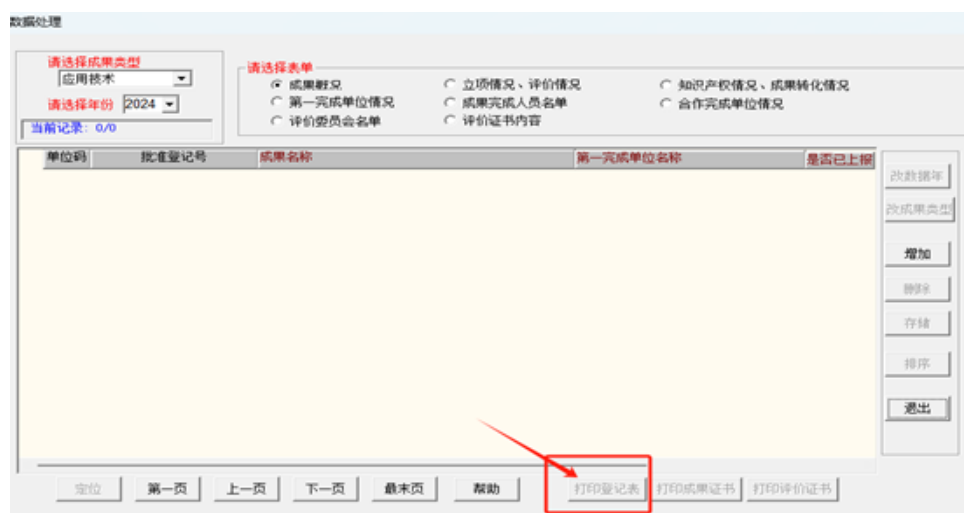 数据处理
请选择成果类型
应用技术
请选择年份 2024
当前记录: 0/0
请选择表单
成果概况 立项情况、评价情况 知识产权情况、成果转化情况
第一完成单位情况 成果完成人员名单 合作完成单位情况
评价委员会名单 评价证书内容
单位码 批准登记号 成果名称 第一完成单位名称 是否已上报
改数据年
改成果类型
增加
删除
存储
排序
退出
定位 第一页 上一页 下一页 最末页 帮助 打印登记表 打印成果证书 打印评价证书